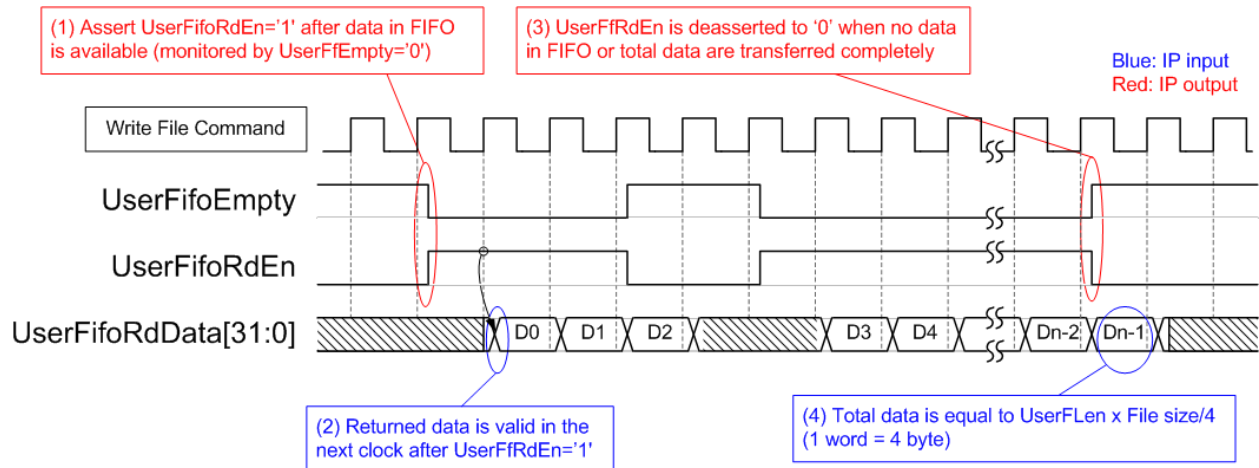 (1) Assert UserFifoRdEn='1' after data in FIFO
is available (monitored by UserFfEmpty='0')
(3) UserFfRdEn is deasserted to ‘0’ when no data
in FIFO or total data are transferred completely
Blue: IP input
Red: IP output
Write File Command
UserFifoEmpty
UserFifoRdEn
UserFifoRdData[31:0]
D0
D1
D2
D3
D4
Dn-2
Dn-1
(2) Returned data is valid in the
next clock after UserFfRdEn='1'
(4) Total data is equal to UserFLen x File size/4
(1 word = 4 byte)